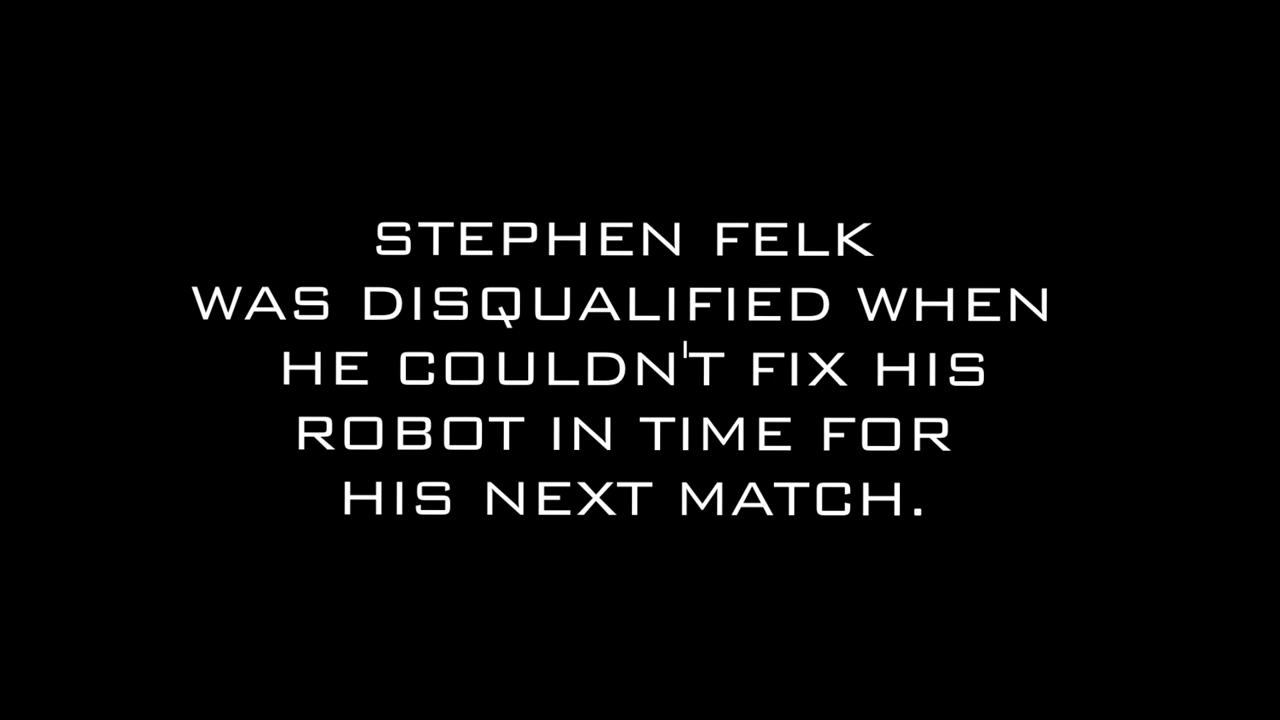 STEPHEN FELK
WAS DISQUALIFIED WHEN
HE COULDN'T FIX HIS
ROBOT IN TIME FOR
HIS NEXT MATCH.